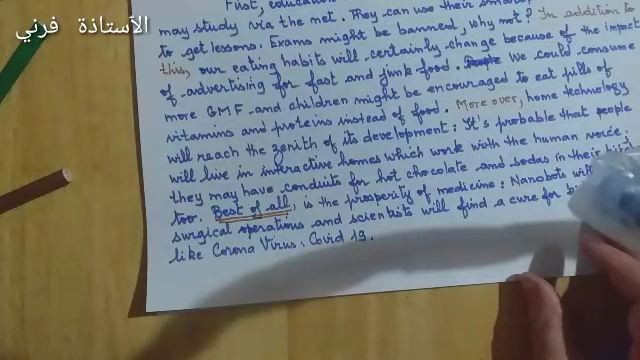 الأستاذة فرني
First, education
may study via the net. They can use their
to get lessons. Exams might be banned, why not? In addition to
this, our eating habits will certainly change because of the impact
of advertising for fast and junk food. We could consume
more GMF and children might be encouraged to eat pills of
vitamins and proteins instead of food. More over, home technology
will reach the zenith of its development: It's probable that people
will live in interactive homes which work with the human voice;
they may have conduits for hot chocolate and sodas in their
too. Best of all, is the prosperity of medicine: Nanobots will
surgical operations and scientists will find a cure for
like Corona Virus: Covid 19.